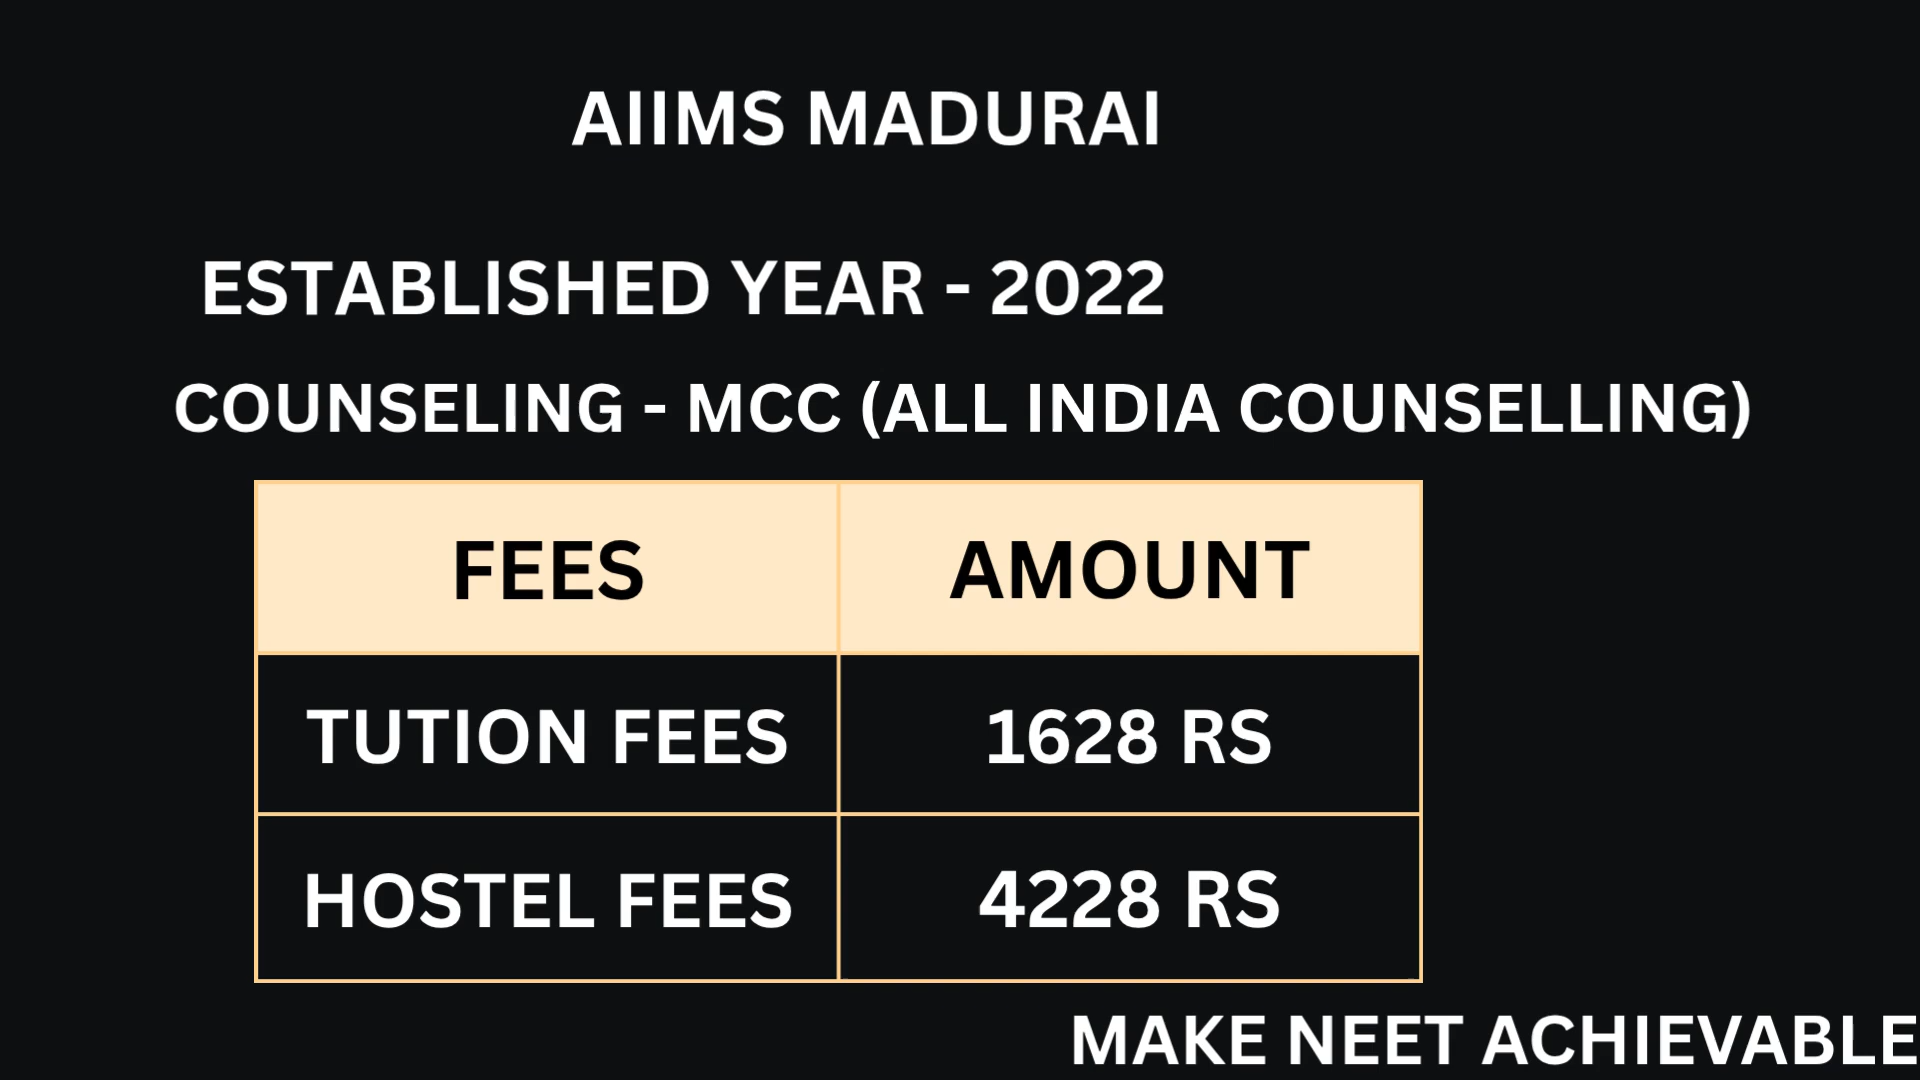 AIIMS MADURAI
ESTABLISHED YEAR - 2022
COUNSELING - MCC (ALL INDIA COUNSELLING)
FEES AMOUNT
TUTION FEES 1628 RS
HOSTEL FEES 4228 RS
MAKE NEET ACHIEVABLE